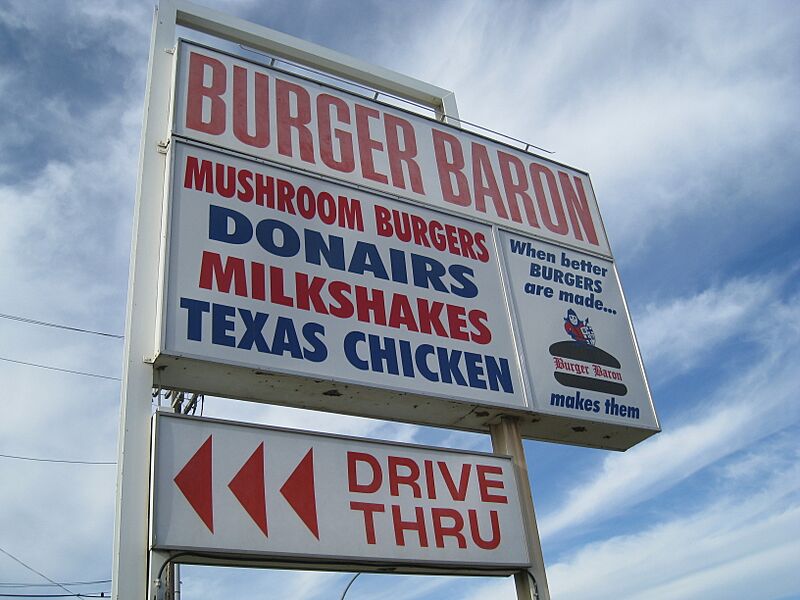 BURGER BARON
MUSHROOM BURGERS
DONAIRS
MILKSHAKES
TEXAS CHICKEN
When better
BURGERS
are made...
Burger Baron
makes them
DRIVE
THRU